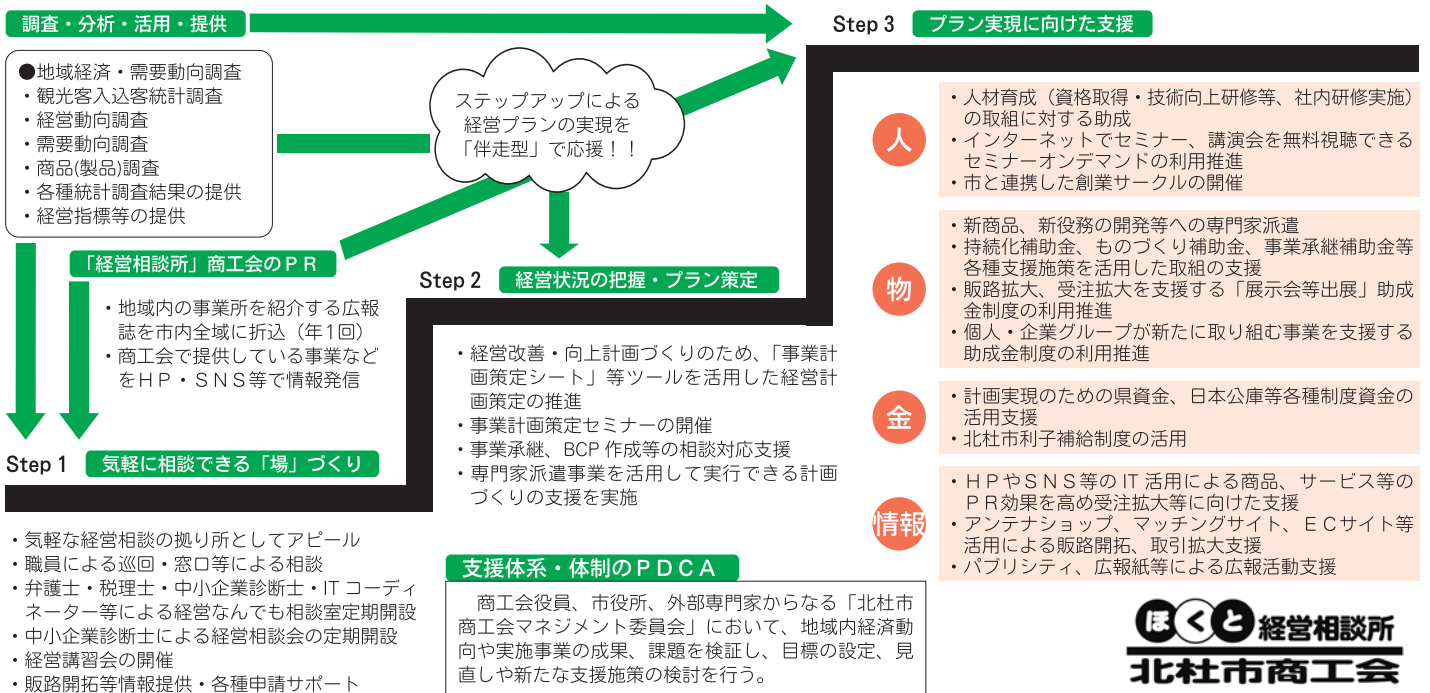 調査・分析・活用・提供
●地域経済・需要動向調査
・観光客入込客統計調査
・経営動向調査
・需要動向調査
・商品(製品)調査
・各種統計調査結果の提供
・経営指標等の提供
ステップアップによる
経営プランの実現を
「伴走型」で応援！！
「経営相談所」商工会のＰＲ
・地域内の事業所を紹介する広報
誌を市内全域に折込（年1回）
・商工会で提供している事業など
をＨＰ・ＳＮＳ等で情報発信
Step 1 気軽に相談できる「場」づくり
・気軽な経営相談の拠り所としてアピール
・職員による巡回・窓口等による相談
・弁護士・税理士・中小企業診断士・IT コーディ
ネーター等による経営なんでも相談室定期開設
・中小企業診断士による経営相談会の定期開設
・経営講習会の開催
・販路開拓等情報提供・各種申請サポート
Step 2 経営状況の把握・プラン策定
・経営改善・向上計画づくりのため、「事業計
画策定シート」等ツールを活用した経営計
画策定の推進
・事業計画策定セミナーの開催
・事業承継、BCP 作成等の相談対応支援
・専門家派遣事業を活用して実行できる計画
づくりの支援を実施
支援体系・体制のＰＤＣＡ
商工会役員、市役所、外部専門家からなる「北杜市
商工会マネジメント委員会」において、地域内経済動
向や実施事業の成果、課題を検証し、目標の設定、見
直しや新たな支援施策の検討を行う。
Step 3 プラン実現に向けた支援
人
・人材育成（資格取得・技術向上研修等、社内研修実施）
の取組に対する助成
・インターネットでセミナー、講演会を無料視聴できる
セミナーオンデマンドの利用推進
・市と連携した創業サークルの開催
物
・新商品、新役務の開発等への専門家派遣
・持続化補助金、ものづくり補助金、事業承継補助金等
各種支援施策を活用した取組の支援
・販路拡大、受注拡大を支援する「展示会等出展」助成
金制度の利用推進
・個人・企業グループが新たに取り組む事業を支援する
助成金制度の利用推進
金
・計画実現のための県資金、日本公庫等各種制度資金の
活用支援
・北杜市利子補給制度の活用
情報
・ＨＰやＳＮＳ等の IT 活用による商品、サービス等の
ＰＲ効果を高め受注拡大等に向けた支援
・アンテナショップ、マッチングサイト、ＥＣサイト等
活用による販路開拓、取引拡大支援
・パブリシティ、広報紙等による広報活動支援
ほくと経営相談所
北杜市商工会